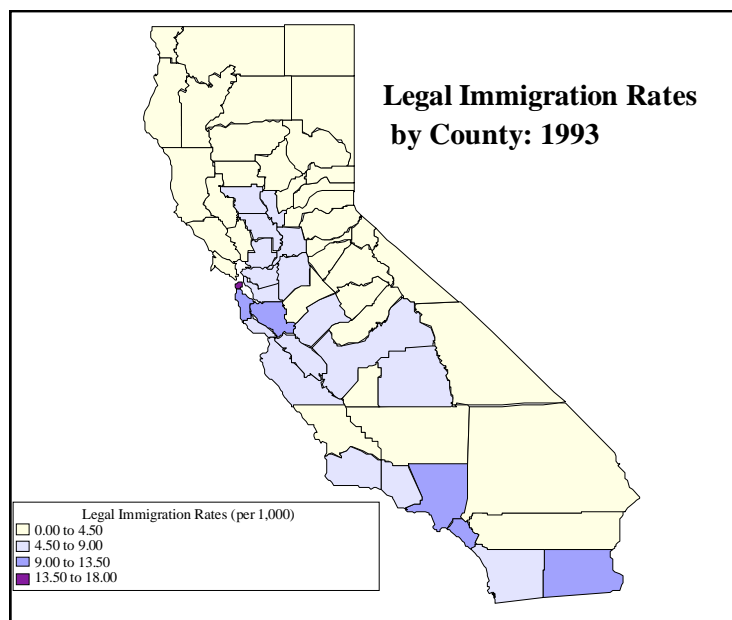 Legal Immigration Rates
by County: 1993
Legal Immigration Rates (per 1,000)
0.00 to 4.50
4.50 to 9.00
9.00 to 13.50
13.50 to 18.00